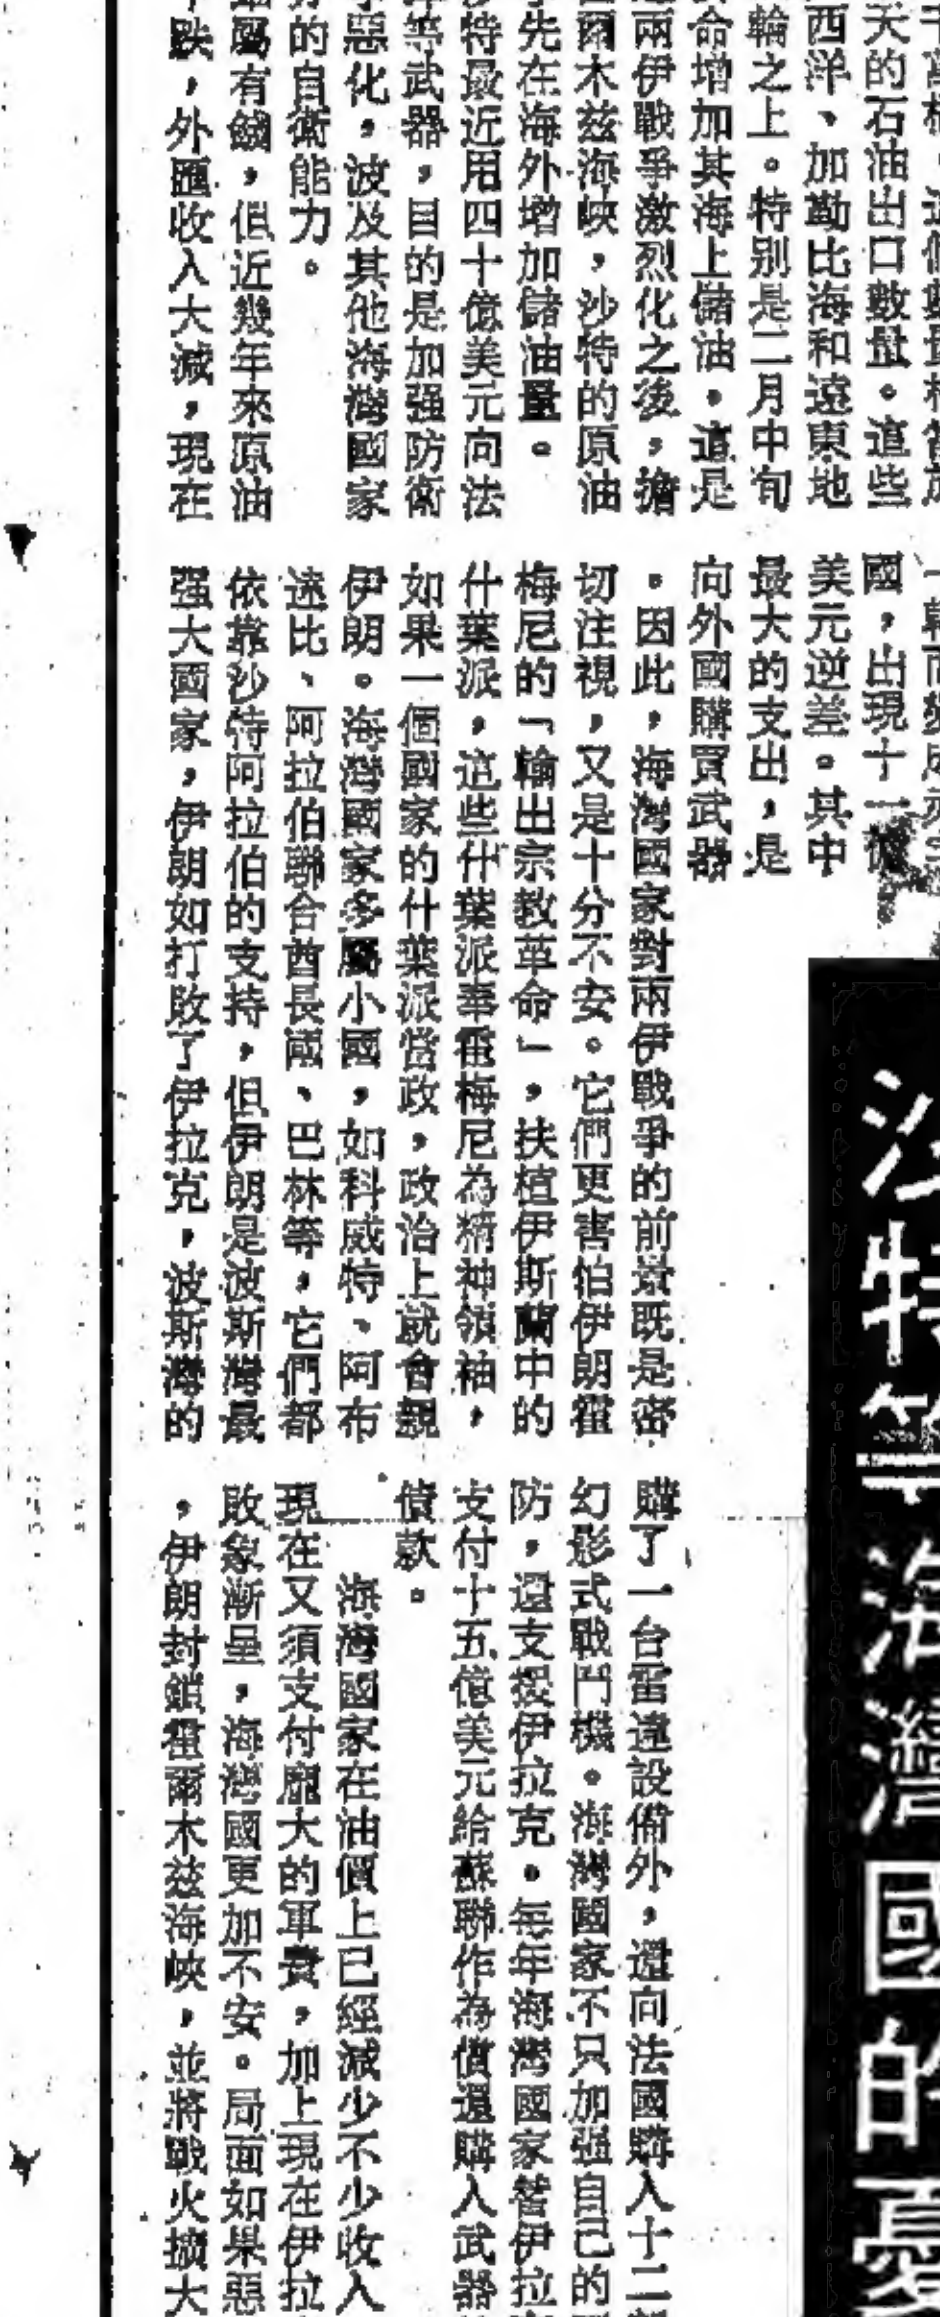 沙特等海灣國的憂
天的石油出口數量。這些
西洋、加勒比海和遠東地
輪之上。特別是二月中旬
命增加其海上儲油,這是
兩伊戰爭激烈化之後,擔
爾木茲海峽,沙特的原油
先在海外增加儲油量。
特最近用四十億美元向法
等武器,目的是加强防衛
惡化,波及其他海灣國家
的自衛能力。
屬有錢,但近幾年來原油
跌,外匯收入大減,現在
國,出現十一億
美元逆差。其中
最大的支出,是
向外國購買武器
。因此,海灣國家對兩伊戰爭的前景既是密
切注視,又是十分不安。它們更害怕伊朗霍
梅尼的「輸出宗教革命」,扶植伊斯蘭中的
什葉派,這些什葉派奉霍梅尼為精神領袖,
如果一個國家的什葉派當政,政治上就會親
伊朗。海灣國家多屬小國,如科威特、阿布
達比、阿拉伯聯合酋長國、巴林等,它們都
依靠沙特阿拉伯的支持,但伊朗是波斯灣最
强大國家,伊朗如打敗了伊拉克,波斯灣的
購了一台雷達設備外,還向法國購入十二
幻影式戰鬥機。海灣國家不只加强自己的
防,還支援伊拉克。每年海灣國家替伊拉
支付十五億美元給蘇聯作為償還購入武器
債款。
海灣國家在油價上已經減少不少收入
現在又須支付龐大的軍費,加上現在伊拉
敗象漸呈,海灣國更加不安。局面如果惡
,伊朗封鎖霍爾木茲海峽,並將戰火擴大